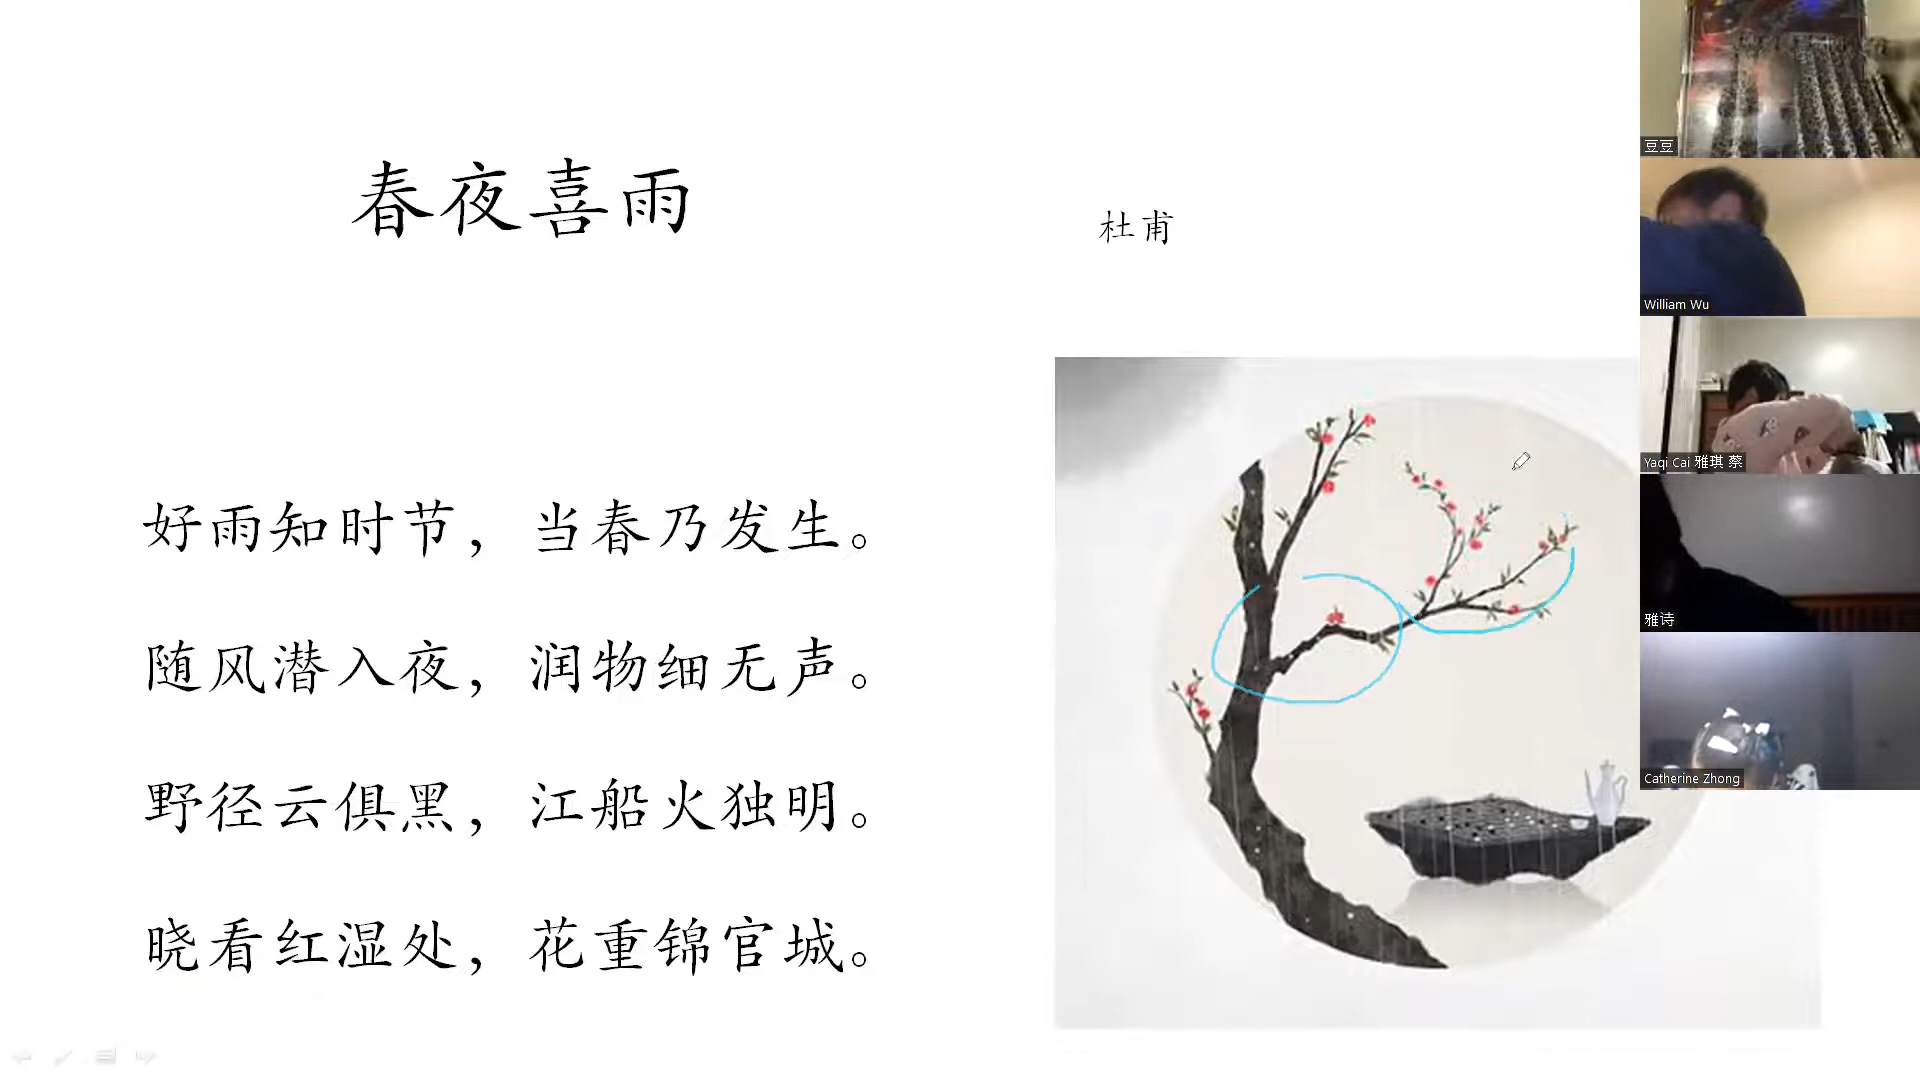 春夜喜雨
杜甫
好雨知时节，当春乃发生。
随风潜入夜，润物细无声。
野径云俱黑，江船火独明。
晓看红湿处，花重锦官城。
豆豆
William Wu
Yaqi Cai 雅琪 蔡
雅诗
Catherine Zhong